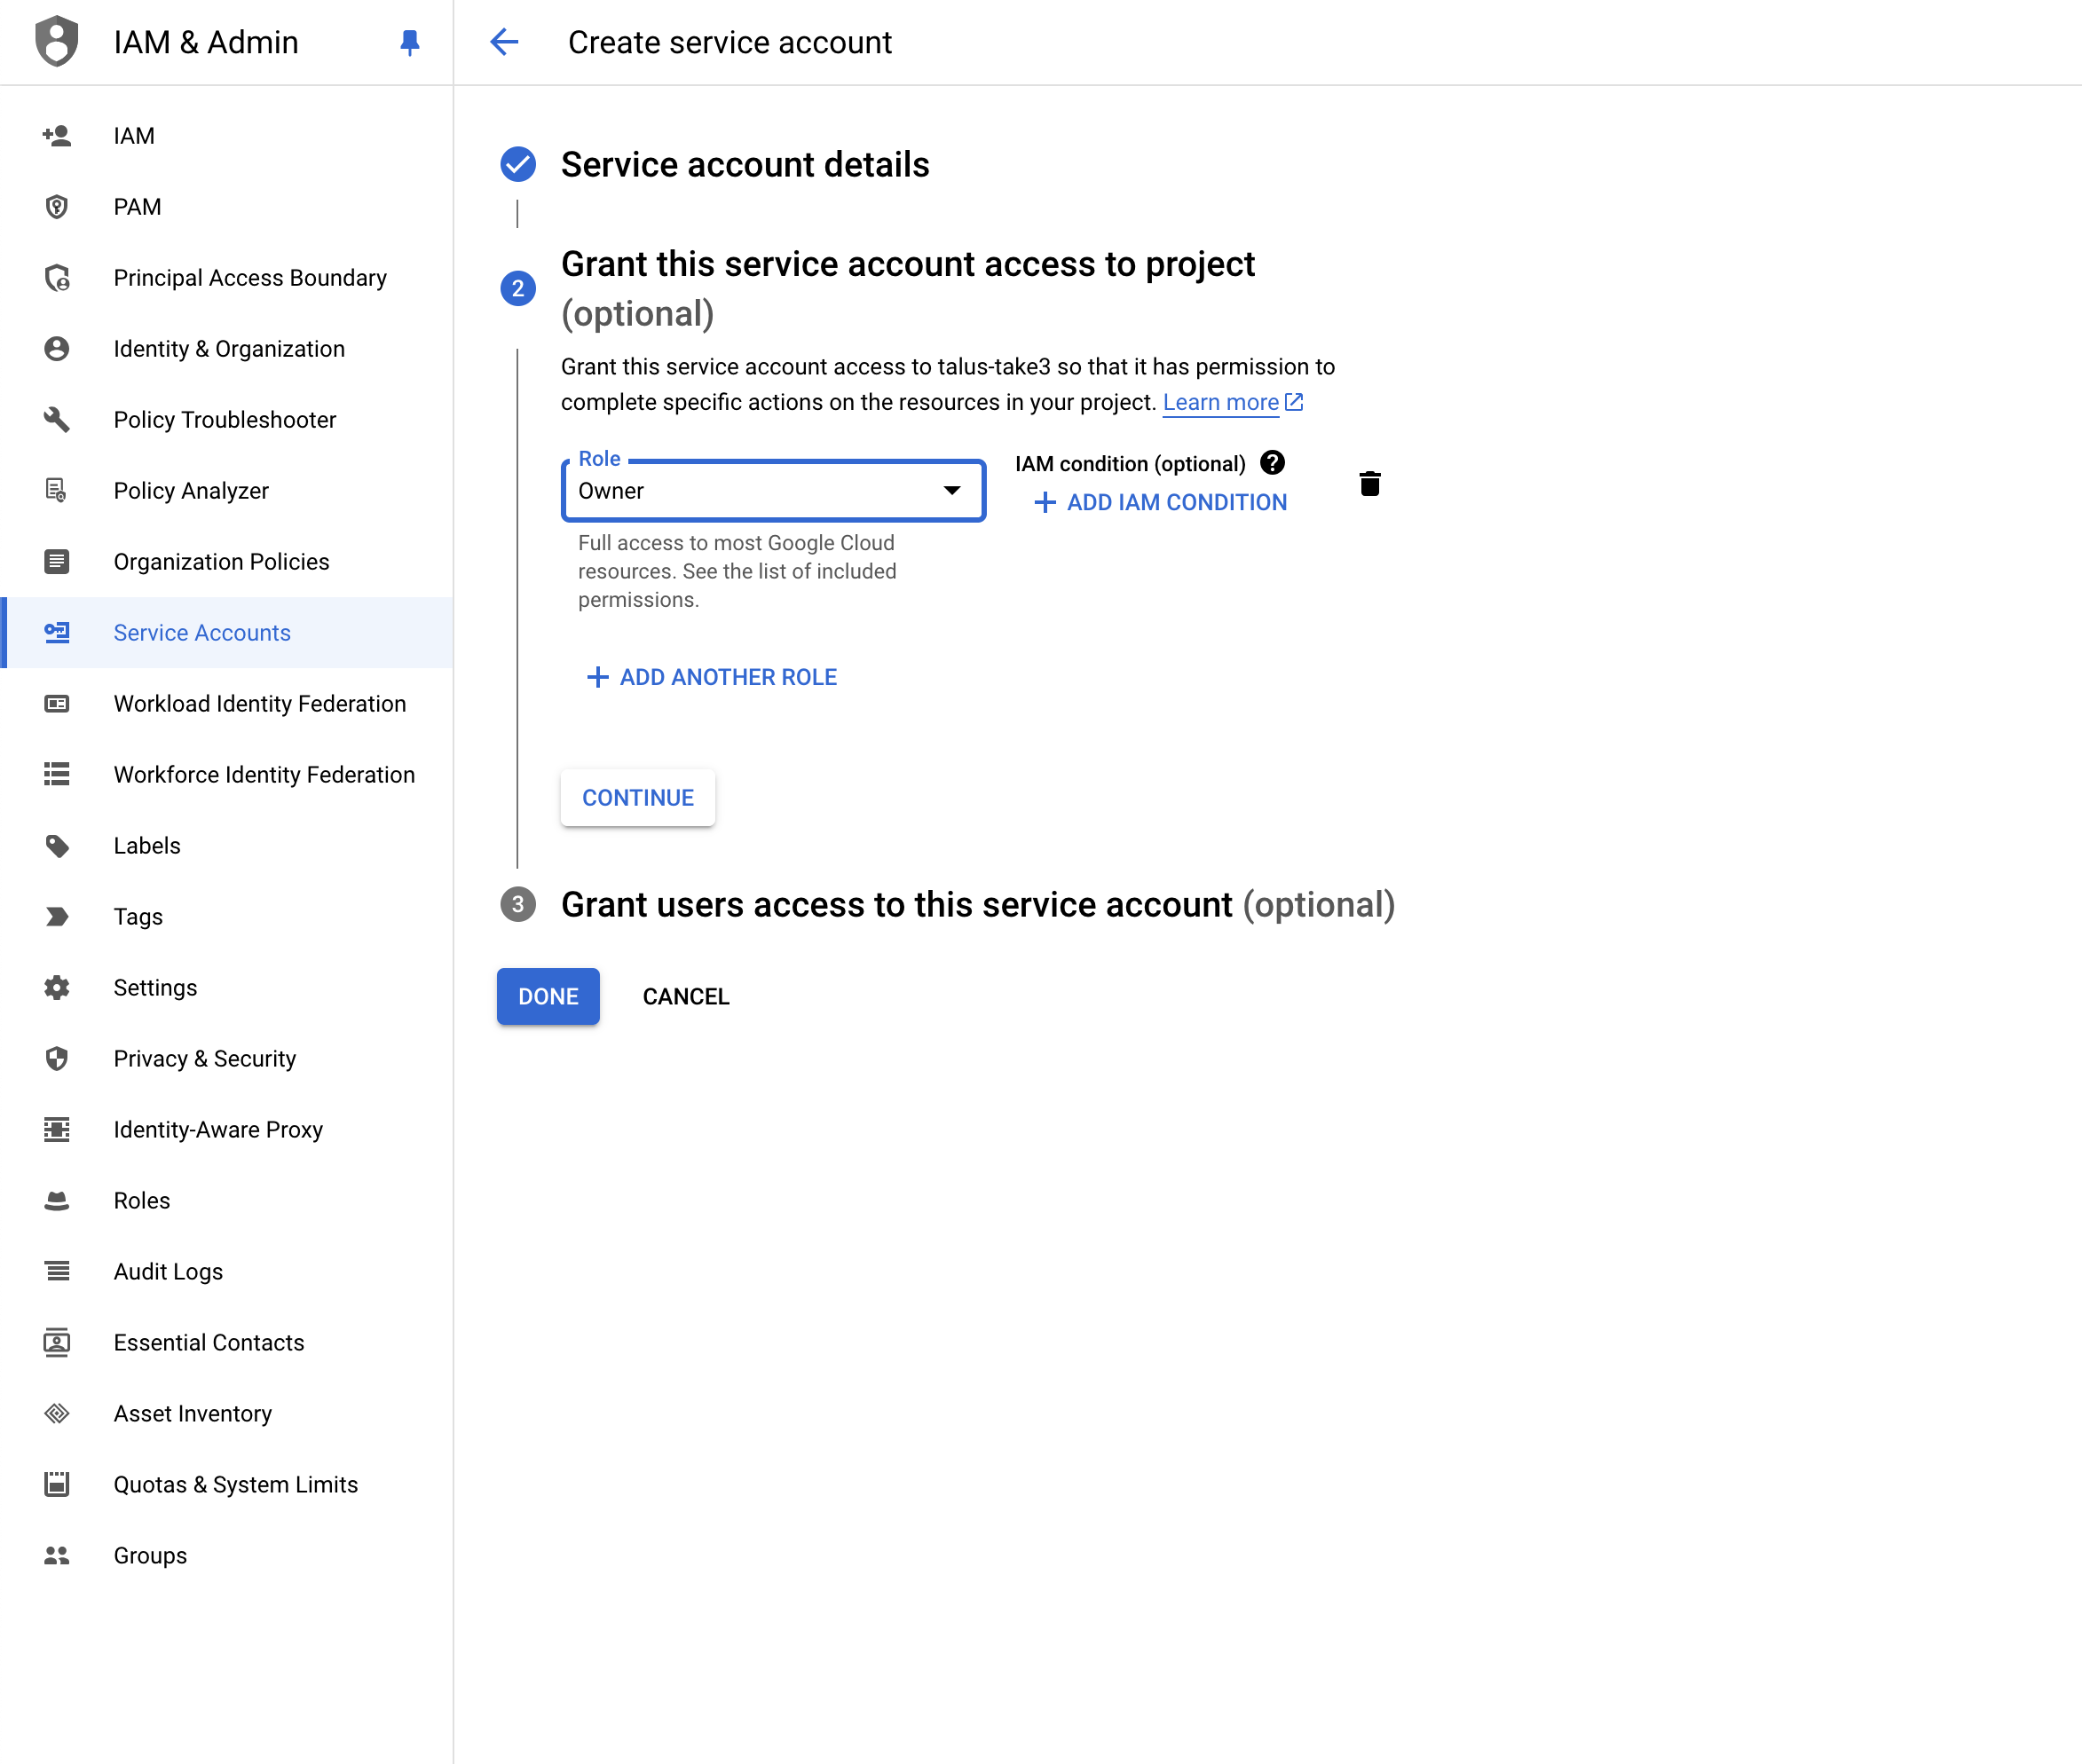 IAM & Admin
IAM
PAM
Principal Access Boundary
Identity & Organization
Policy Troubleshooter
Policy Analyzer
Organization Policies
Service Accounts
Workload Identity Federation
Workforce Identity Federation
Labels
Tags
Settings
Privacy & Security
Identity-Aware Proxy
Roles
Audit Logs
Essential Contacts
Asset Inventory
Quotas & System Limits
Groups
Create service account
Service account details
2
Grant this service account access to project
(optional)
Grant this service account access to talus-take3 so that it has permission to
complete specific actions on the resources in your project. Learn more
Role
Owner
IAM condition (optional) ?
+ ADD IAM CONDITION
Full access to most Google Cloud
resources. See the list of included
permissions.
+ ADD ANOTHER ROLE
CONTINUE
3
Grant users access to this service account (optional)
DONE
CANCEL